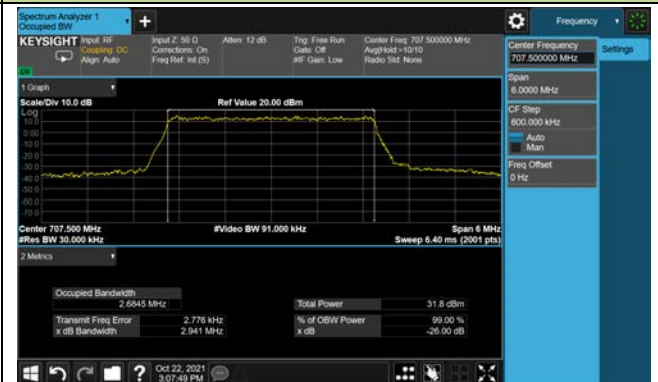 Spectrum Analyzer 1
Occupied BW
+
Frequency
KEYSIGHT
Input: RF
Coupling: DC
Align: Auto
Input Z: 50 Ω
Corrections: On
Freq Ref: Int (S)
Atten: 12 dB
Trig: Free Run
Gate: Off
#IF Gain: Low
Center Freq: 707.500000 MHz
Avg|Hold:>10/10
Radio Std: None
Center Frequency
707.500000 MHz
Settings
Span
6.0000 MHz
CF Step
600.000 kHz
Auto
Man
Freq Offset
0 Hz
1 Graph
Scale/Div 10.0 dB
Ref Value 20.00 dBm
Log
10.0
0.00
-10.0
-20.0
-30.0
-40.0
-50.0
-60.0
-70.0
Center 707.500 MHz
#Video BW 91.000 kHz
Span 6 MHz
#Res BW 30.000 kHz
Sweep 6.40 ms (2001 pts)
2 Metrics
Occupied Bandwidth
2.6845 MHz
Total Power 31.8 dBm
Transmit Freq Error 2.776 kHz
% of OBW Power 99.00 %
x dB Bandwidth 2.941 MHz
x dB -26.00 dB
?
Oct 22, 2021
3:07:49 PM